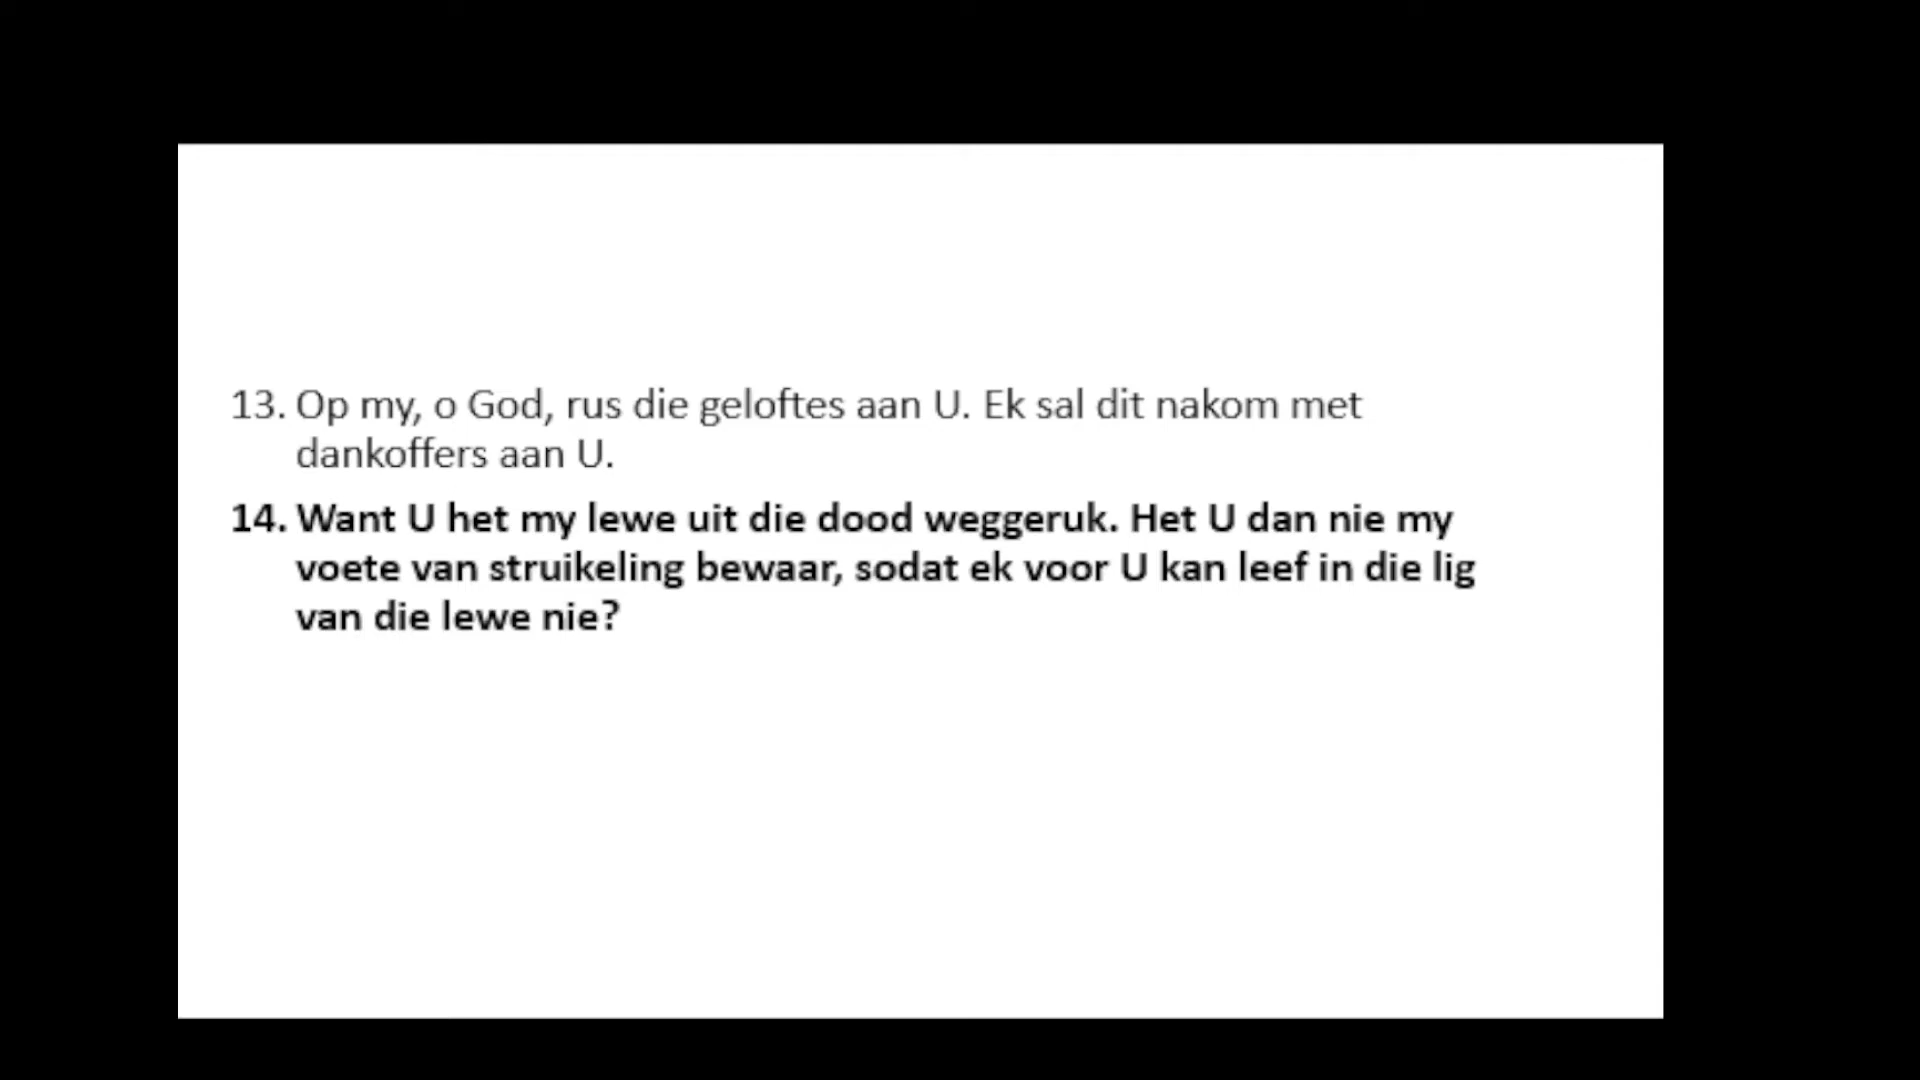 13. Op my, o God, rus die geloftes aan U. Ek sal dit nakom met
dankoffers aan U.
14. Want U het my lewe uit die dood weggeruk. Het U dan nie my
voete van struikeling bewaar, sodat ek voor U kan leef in die lig
van die lewe nie?